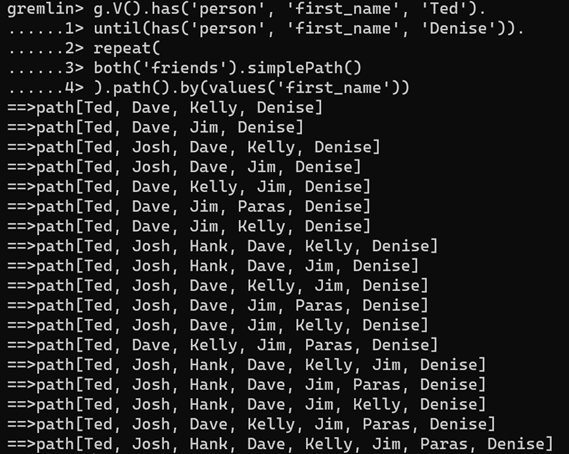 gremlin> g.V().has('person', 'first_name', 'Ted').
......1> until(has('person', 'first_name', 'Denise')).
......2> repeat(
......3> both('friends').simplePath()
......4> ).path().by(values('first_name'))
==>path[Ted, Dave, Kelly, Denise]
==>path[Ted, Dave, Jim, Denise]
==>path[Ted, Josh, Dave, Kelly, Denise]
==>path[Ted, Josh, Dave, Jim, Denise]
==>path[Ted, Dave, Kelly, Jim, Denise]
==>path[Ted, Dave, Jim, Paras, Denise]
==>path[Ted, Dave, Jim, Kelly, Denise]
==>path[Ted, Josh, Hank, Dave, Kelly, Denise]
==>path[Ted, Josh, Hank, Dave, Jim, Denise]
==>path[Ted, Josh, Dave, Kelly, Jim, Denise]
==>path[Ted, Josh, Dave, Jim, Paras, Denise]
==>path[Ted, Josh, Dave, Jim, Kelly, Denise]
==>path[Ted, Dave, Kelly, Jim, Paras, Denise]
==>path[Ted, Josh, Hank, Dave, Kelly, Jim, Denise]
==>path[Ted, Josh, Hank, Dave, Jim, Paras, Denise]
==>path[Ted, Josh, Hank, Dave, Jim, Kelly, Denise]
==>path[Ted, Josh, Dave, Kelly, Jim, Paras, Denise]
==>path[Ted, Josh, Hank, Dave, Kelly, Jim, Paras, Denise]